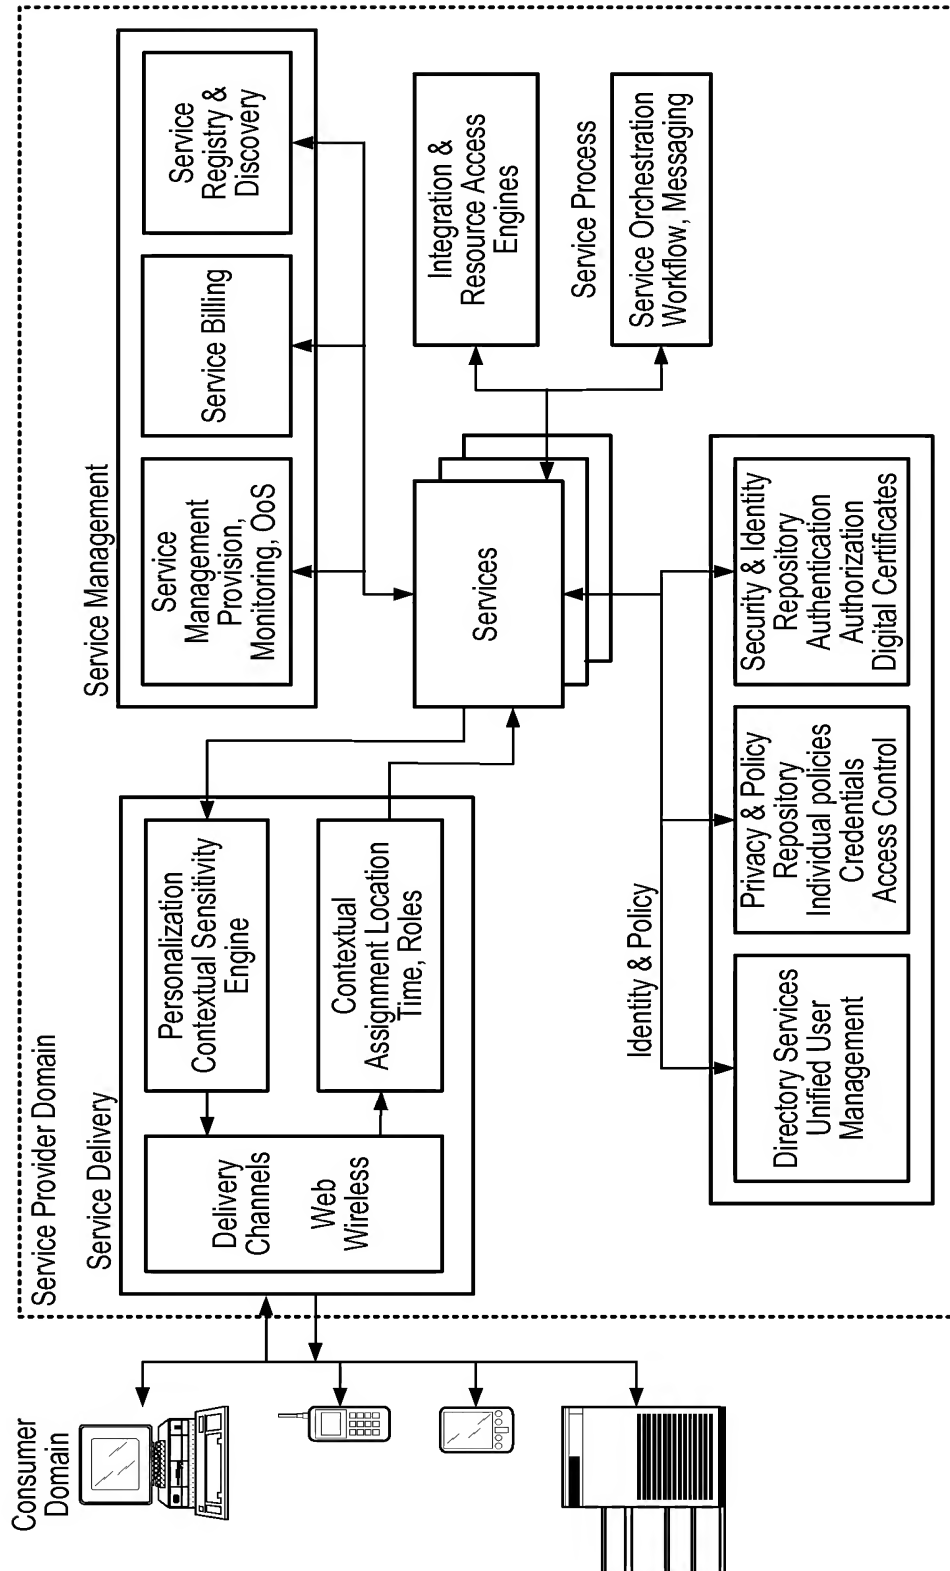 Consumer
Domain
Service Provider Domain
Service Delivery
Delivery
Channels
Web
Wireless
Personalization
Contextual Sensitivity
Engine
Contextual
Assignment Location
Time, Roles
Service Management
Service
Management
Provision,
Monitoring, OoS
Service Billing
Service
Registry &
Discovery
Services
Integration &
Resource Access
Engines
Service Process
Service Orchestration
Workflow, Messaging
Identity & Policy
Directory Services
Unified User
Management
Privacy & Policy
Repository
Individual policies
Credentials
Access Control
Security & Identity
Repository
Authentication
Authorization
Digital Certificates